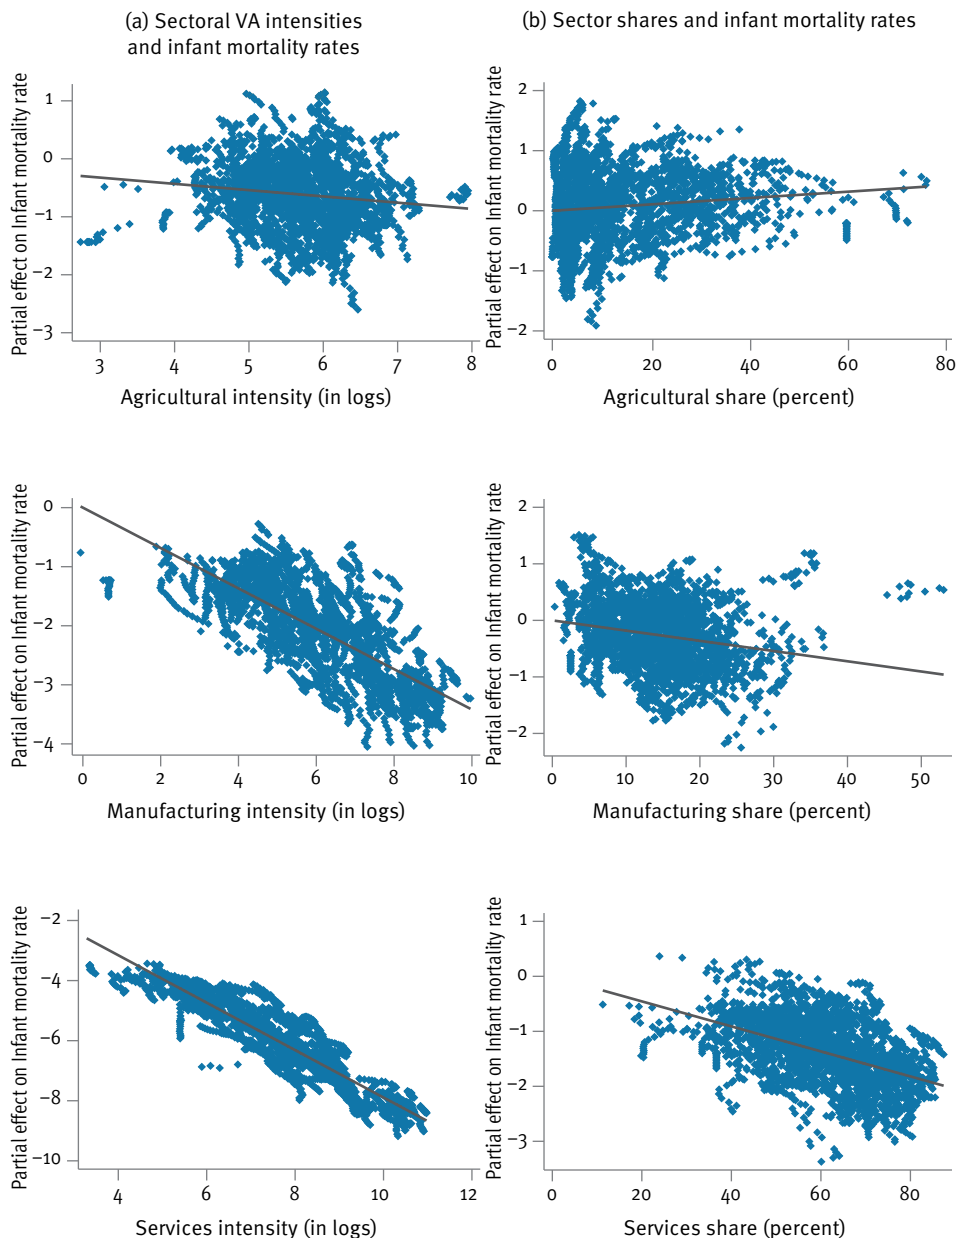 (a) Sectoral VA intensities
and infant mortality rates
(b) Sector shares and infant mortality rates
Partial effect on Infant mortality rate
1
0
−1
−2
−3
3 4 5 6 7 8
Agricultural intensity (in logs)
Partial effect on Infant mortality rate
2
1
0
−1
−2
0 20 40 60 80
Agricultural share (percent)
Partial effect on Infant mortality rate
0
−1
−2
−3
−4
0 2 4 6 8 10
Manufacturing intensity (in logs)
Partial effect on Infant mortality rate
2
1
0
−1
−2
0 10 20 30 40 50
Manufacturing share (percent)
Partial effect on Infant mortality rate
−2
−4
−6
−8
−10
4 6 8 10 12
Services intensity (in logs)
Partial effect on Infant mortality rate
1
0
−1
−2
−3
0 20 40 60 80
Services share (percent)